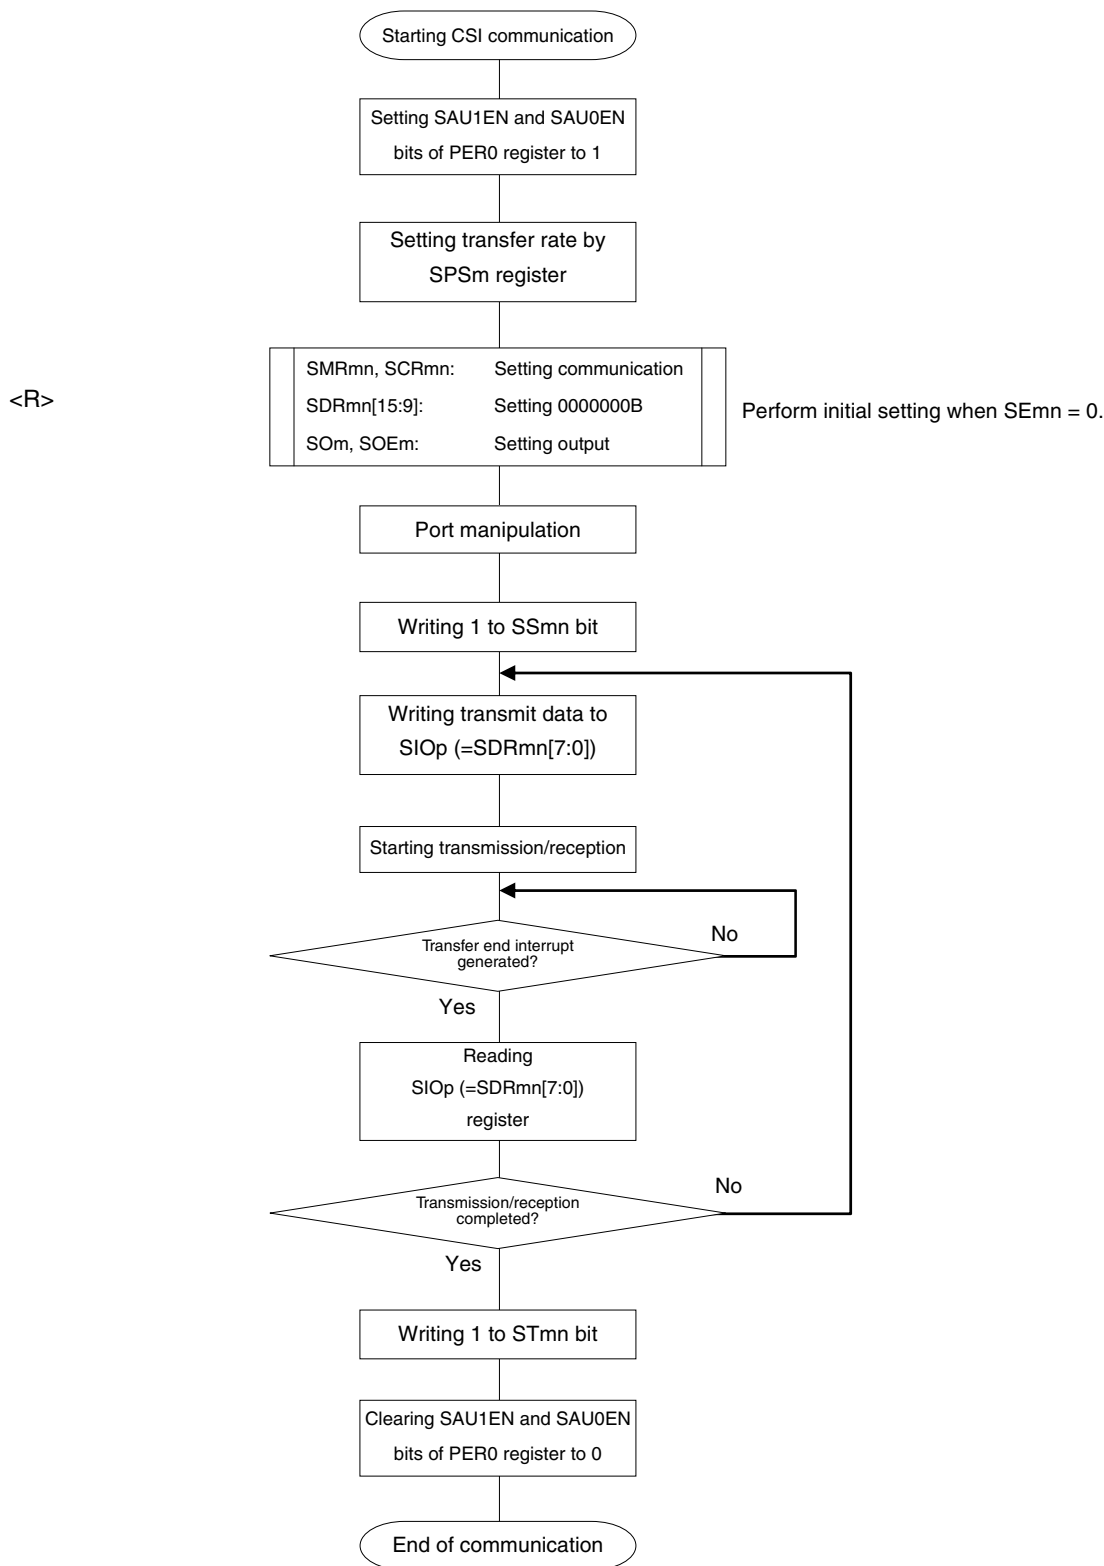 Starting CSI communication
Setting SAU1EN and SAU0EN
bits of PER0 register to 1
Setting transfer rate by
SPSm register
<R>
SMRmn, SCRmn: Setting communication
SDRmn[15:9]: Setting 0000000B
SOm, SOEm: Setting output
Perform initial setting when SEmn = 0.
Port manipulation
Writing 1 to SSmn bit
Writing transmit data to
SIOp (=SDRmn[7:0])
Starting transmission/reception
Transfer end interrupt
generated?
No
Yes
Reading
SIOp (=SDRmn[7:0])
register
Transmission/reception
completed?
No
Yes
Writing 1 to STmn bit
Clearing SAU1EN and SAU0EN
bits of PER0 register to 0
End of communication